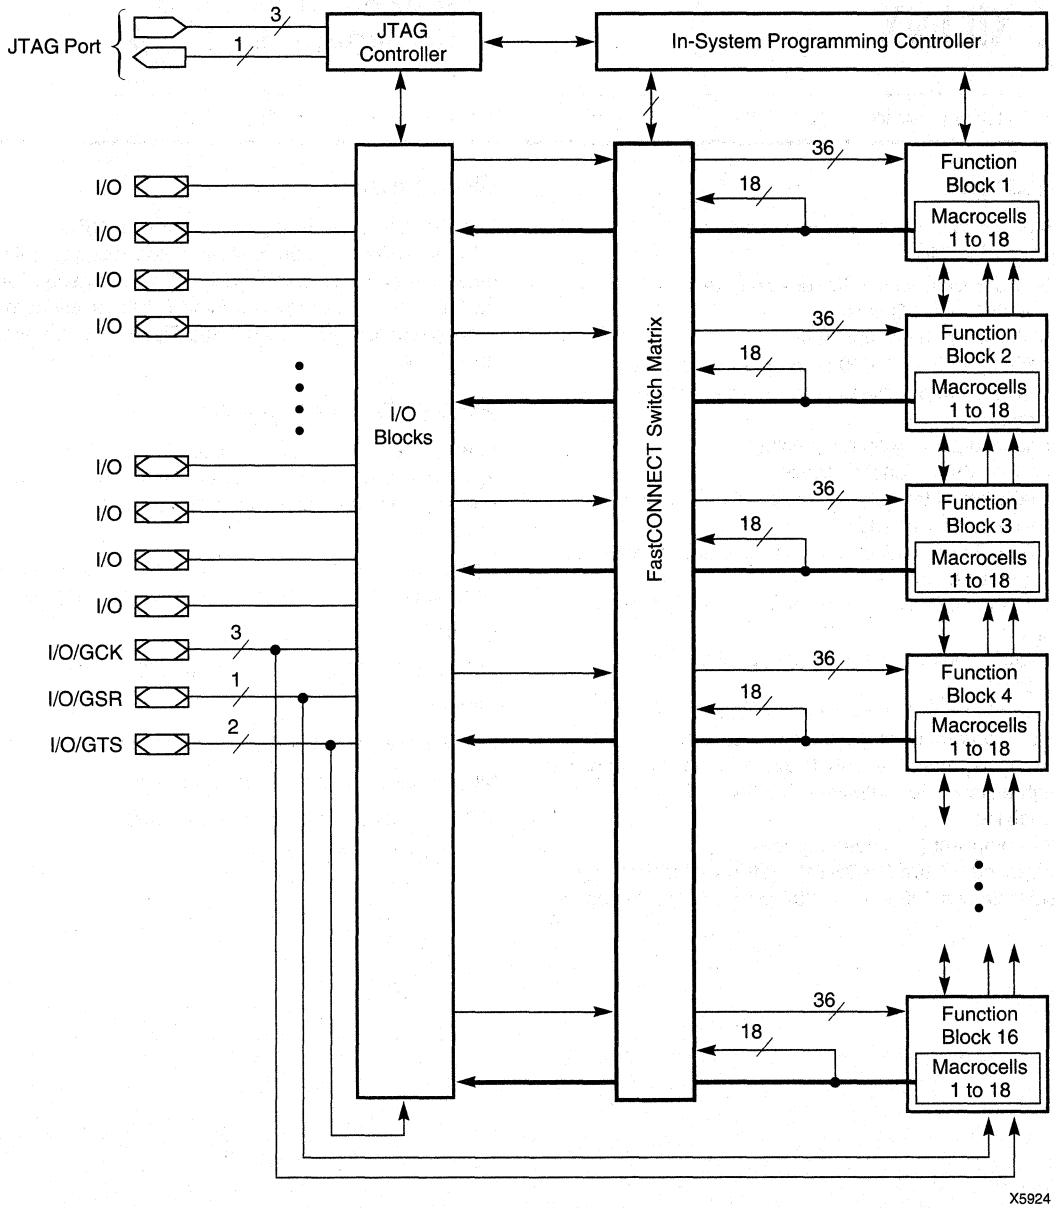 JTAG Port
3
1
JTAG
Controller
In-System Programming Controller
I/O
I/O
I/O
I/O
I/O
I/O
I/O
I/O
I/O/GCK
3
I/O/GSR
1
I/O/GTS
2
I/O
Blocks
FastCONNECT Switch Matrix
36
18
Function
Block 1
Macrocells
1 to 18
36
18
Function
Block 2
Macrocells
1 to 18
36
18
Function
Block 3
Macrocells
1 to 18
36
18
Function
Block 4
Macrocells
1 to 18
36
18
Function
Block 16
Macrocells
1 to 18
X5924